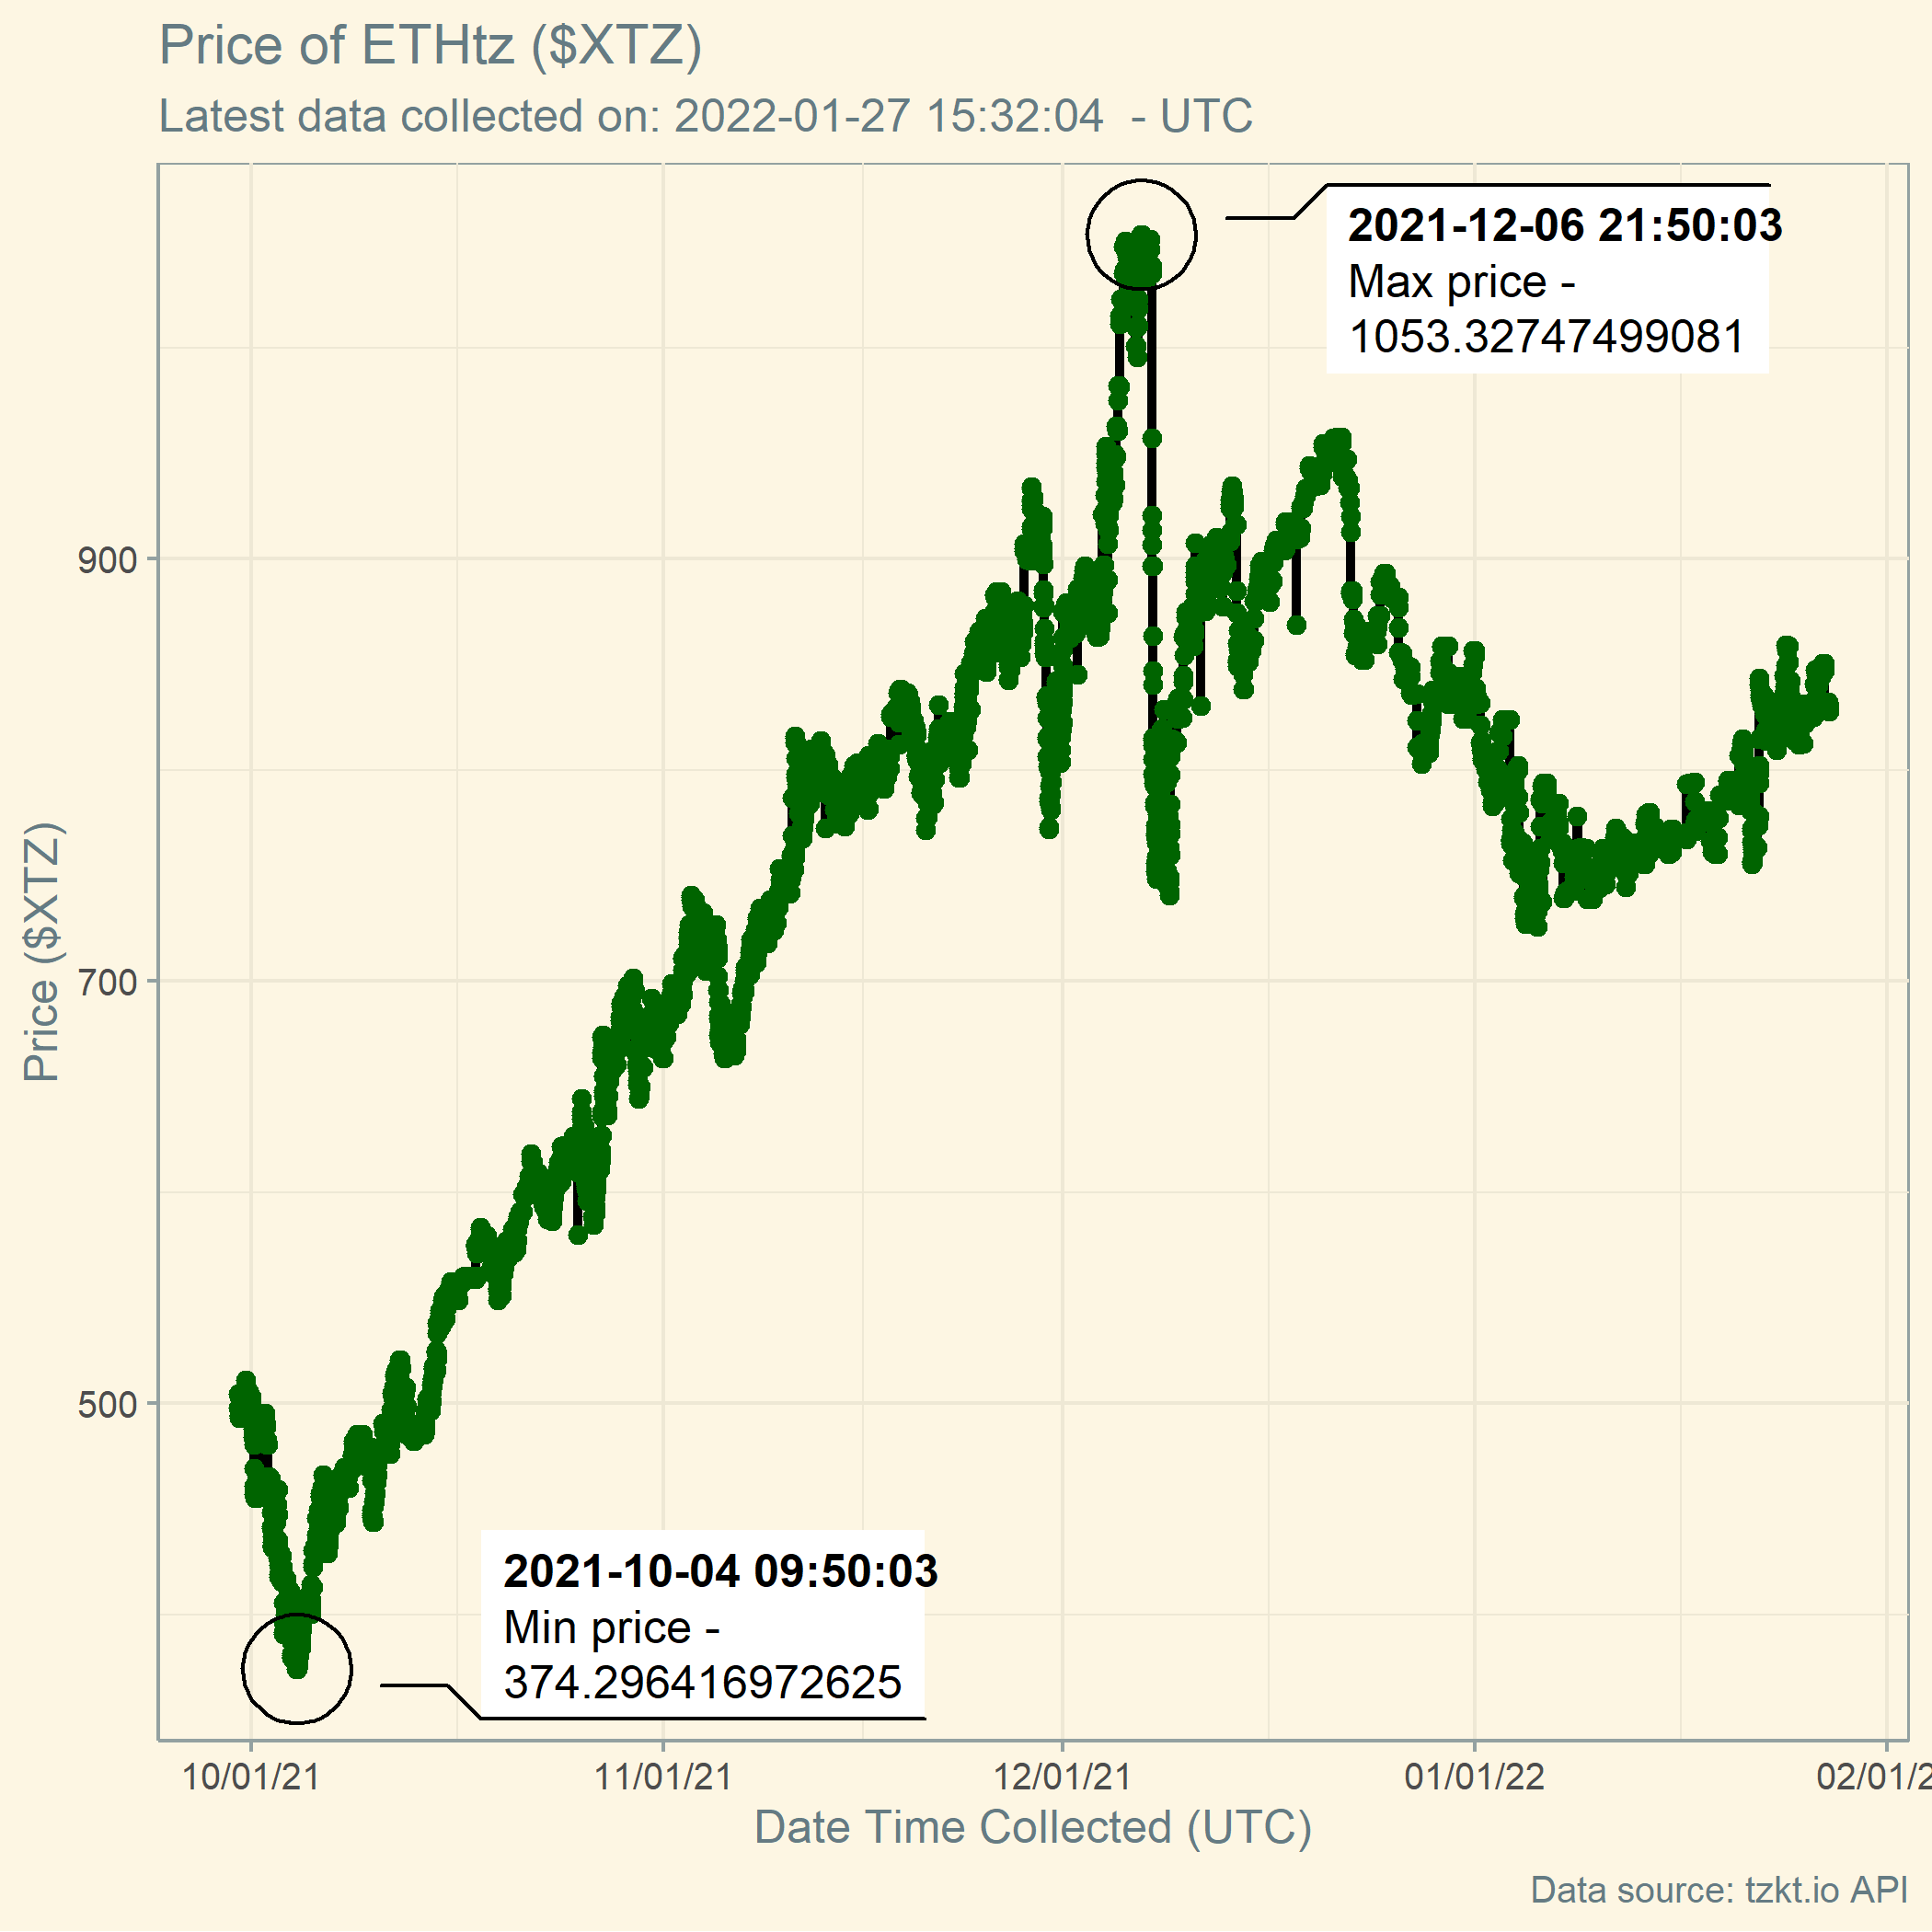 Price of ETHtz ($XTZ)
Latest data collected on: 2022-01-27 15:32:04  - UTC
2021-12-06 21:50:03
Max price -
1053.32747499081
900
700
500
Price ($XTZ)
2021-10-04 09:50:03
Min price -
374.296416972625
10/01/21 11/01/21 12/01/21 01/01/22 02/01/2
Date Time Collected (UTC)
Data source: tzkt.io API